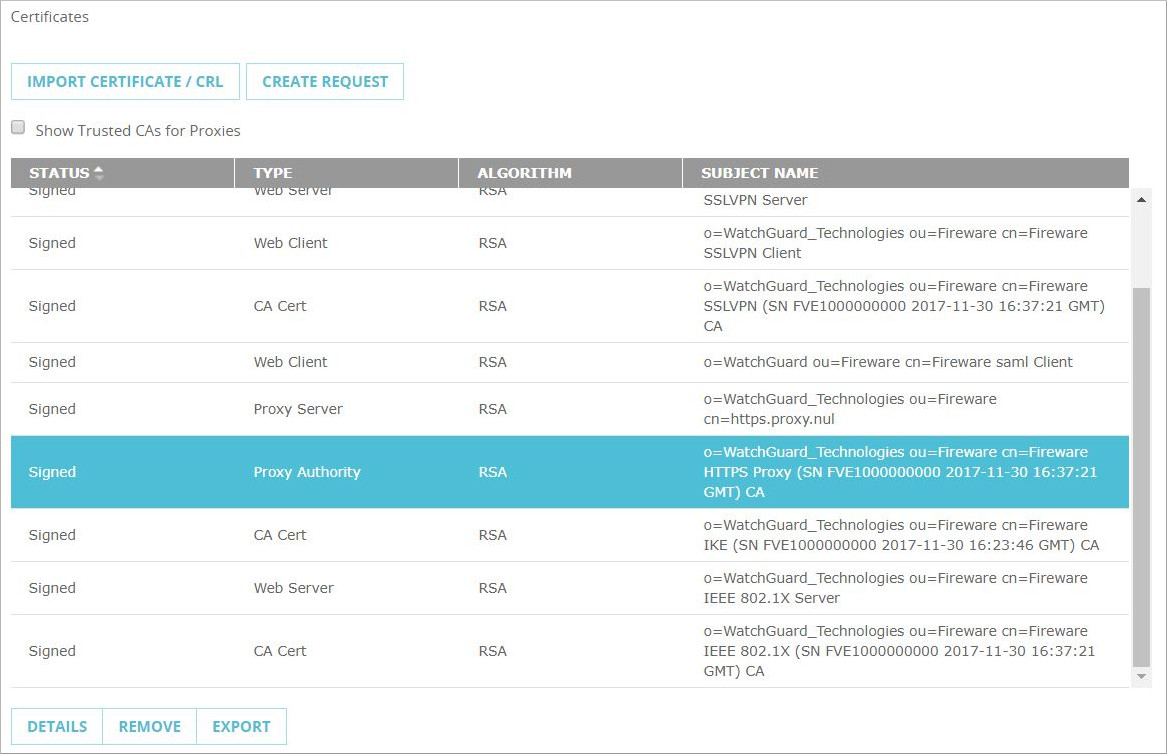 Certificates
IMPORT CERTIFICATE / CRL CREATE REQUEST
Show Trusted CAs for Proxies
STATUS TYPE ALGORITHM SUBJECT NAME
Signed Web Server RSA
SSLVPN Server
Signed Web Client RSA o=WatchGuard_Technologies ou=Fireware cn=Fireware
SSLVPN Client
Signed CA Cert RSA o=WatchGuard_Technologies ou=Fireware cn=Fireware
SSLVPN (SN FVE1000000000 2017-11-30 16:37:21 GMT)
CA
Signed Web Client RSA o=WatchGuard ou=Fireware cn=Fireware saml Client
Signed Proxy Server RSA o=WatchGuard_Technologies ou=Fireware
cn=https.proxy.nul
Signed Proxy Authority RSA o=WatchGuard_Technologies ou=Fireware cn=Fireware
HTTPS Proxy (SN FVE1000000000 2017-11-30 16:37:21
GMT) CA
Signed CA Cert RSA o=WatchGuard_Technologies ou=Fireware cn=Fireware
IKE (SN FVE1000000000 2017-11-30 16:23:46 GMT) CA
Signed Web Server RSA o=WatchGuard_Technologies ou=Fireware cn=Fireware
IEEE 802.1X Server
Signed CA Cert RSA o=WatchGuard_Technologies ou=Fireware cn=Fireware
IEEE 802.1X (SN FVE1000000000 2017-11-30 16:37:21
GMT) CA
DETAILS REMOVE EXPORT